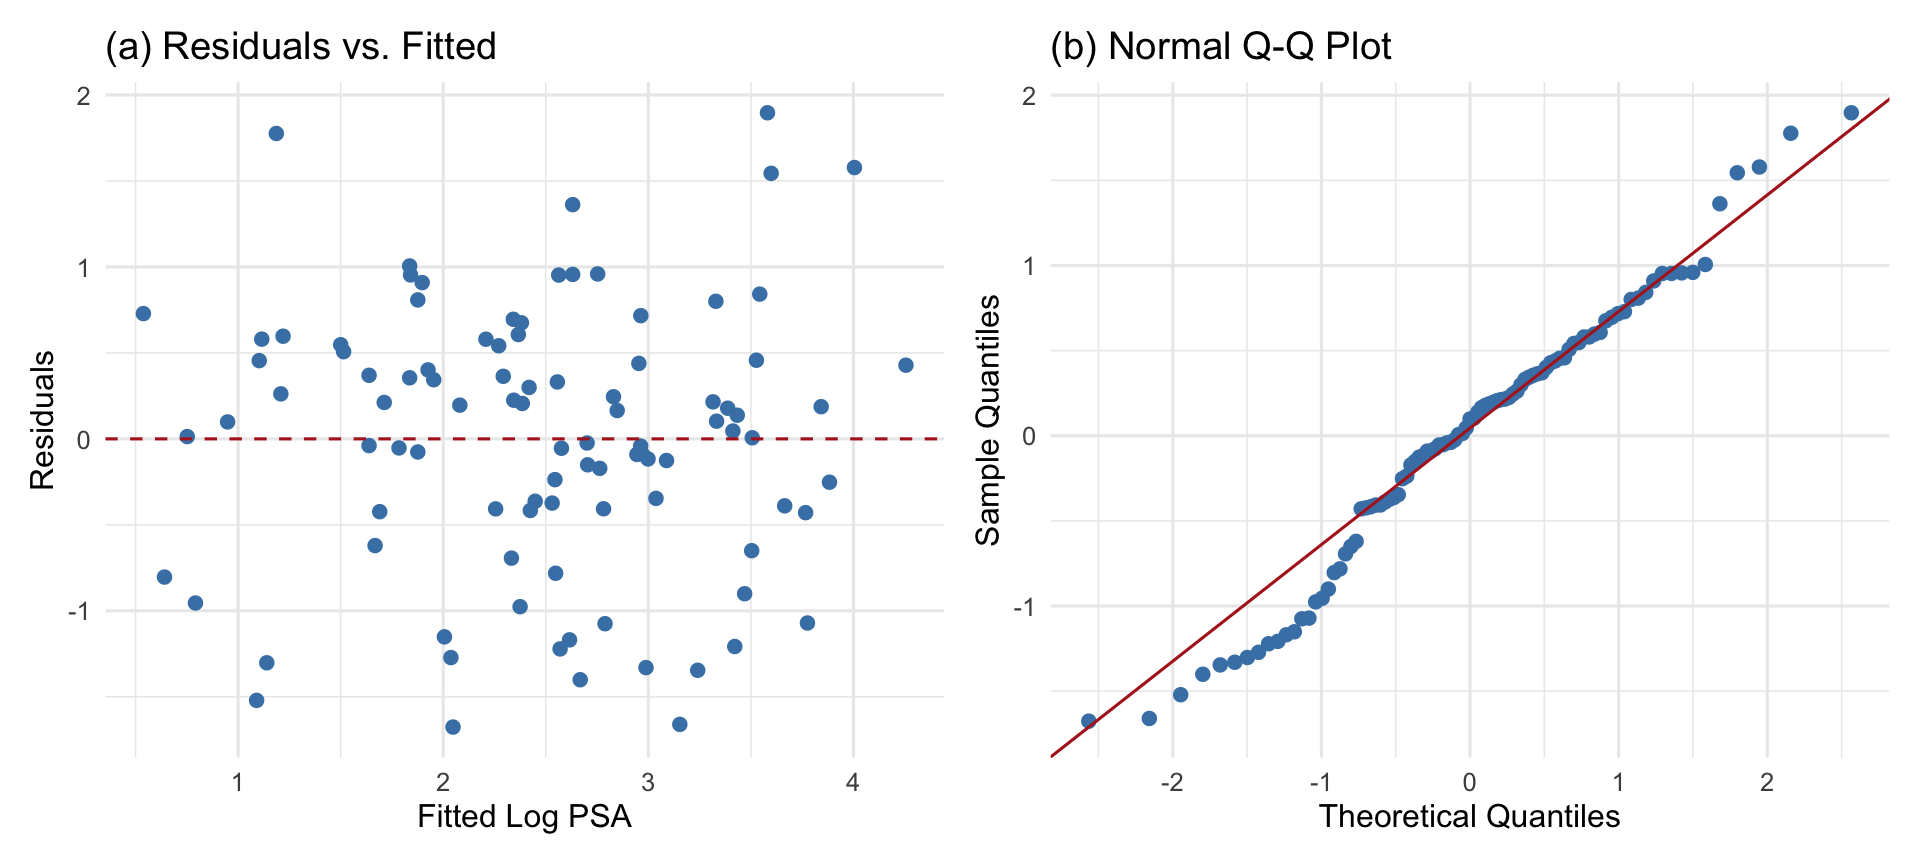 (a) Residuals vs. Fitted
2
1
0
-1
Residuals
1 2 3 4
Fitted Log PSA
(b) Normal Q-Q Plot
2
1
0
-1
Sample Quantiles
-2 -1 0 1 2
Theoretical Quantiles